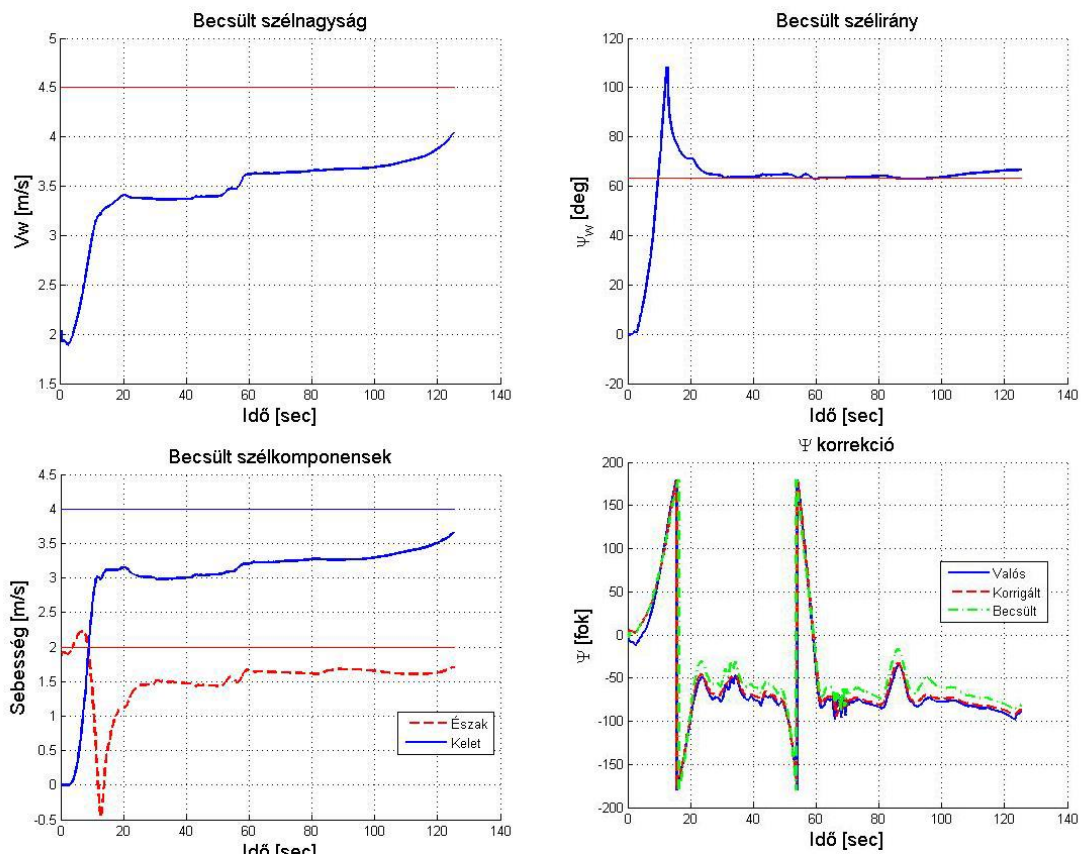 Becsült szélnagyság
5
4.5
4
3.5
3
2.5
2
1.5
Vw [m/s]
0 20 40 60 80 100 120 140
Idő [sec]
Becsült szélirány
120
100
80
60
40
20
0
-20
Ψw [deg]
0 20 40 60 80 100 120 140
Idő [sec]
Becsült szélkomponensek
4.5
4
3.5
3
2.5
2
1.5
1
0.5
0
-0.5
Sebesség [m/s]
Észak
Kelet
0 20 40 60 80 100 120 140
Idő [sec]
Ψ korrekció
200
150
100
50
0
-50
-100
-150
-200
Ψ [fok]
Valós
Korrigált
Becsült
0 20 40 60 80 100 120 140
Idő [sec]